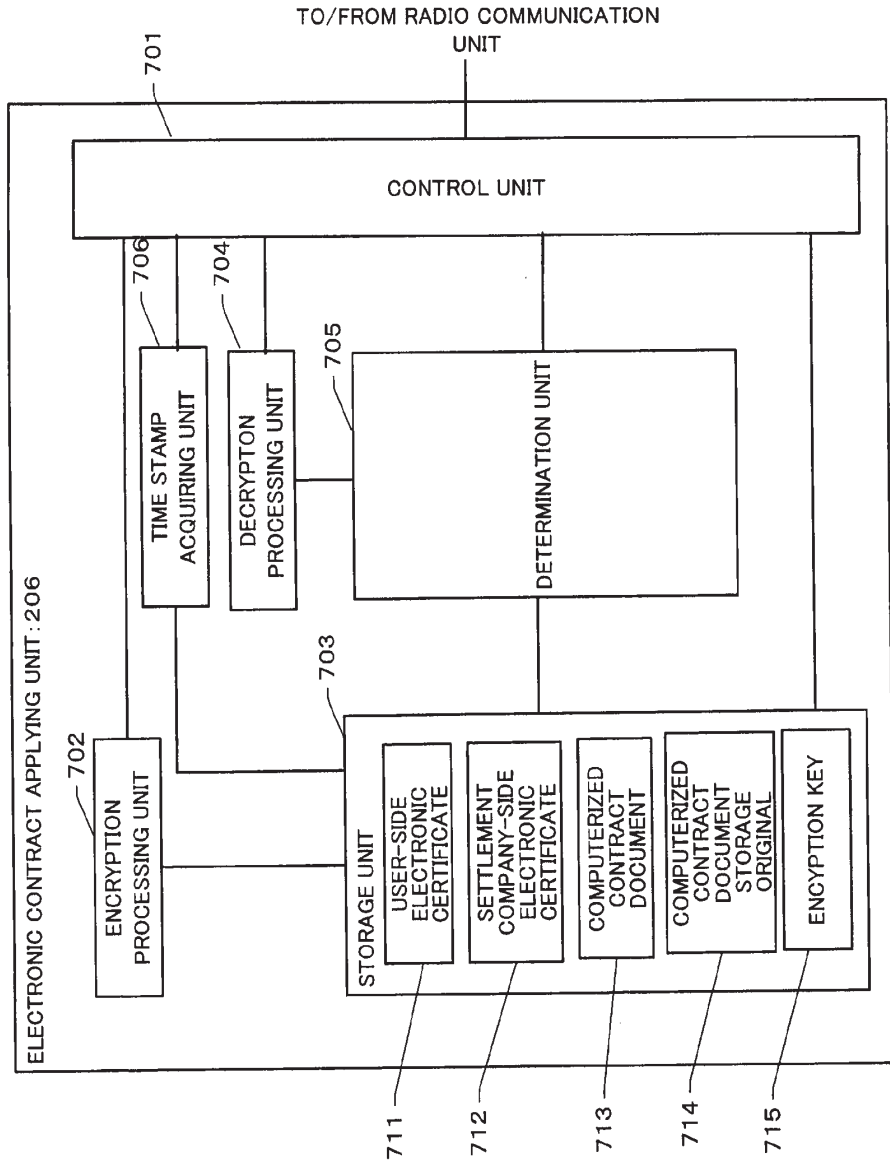 TO/FROM RADIO COMMUNICATION
UNIT
701
ELECTRONIC CONTRACT APPLYING UNIT:206
CONTROL UNIT
702
ENCRYPTION
PROCESSING UNIT
706
TIME STAMP
ACQUIRING UNIT
704
DECRYPTON
PROCESSING UNIT
705
DETERMINATION UNIT
703
STORAGE UNIT
USER-SIDE
ELECTRONIC
CERTIFICATE
SETTLEMENT
COMPANY-SIDE
ELECTRONIC
CERTIFICATE
COMPUTERIZED
CONTRACT
DOCUMENT
COMPUTERIZED
CONTRACT
DOCUMENT
STORAGE
ORIGINAL
ENCYPTION KEY
711
712
713
714
715